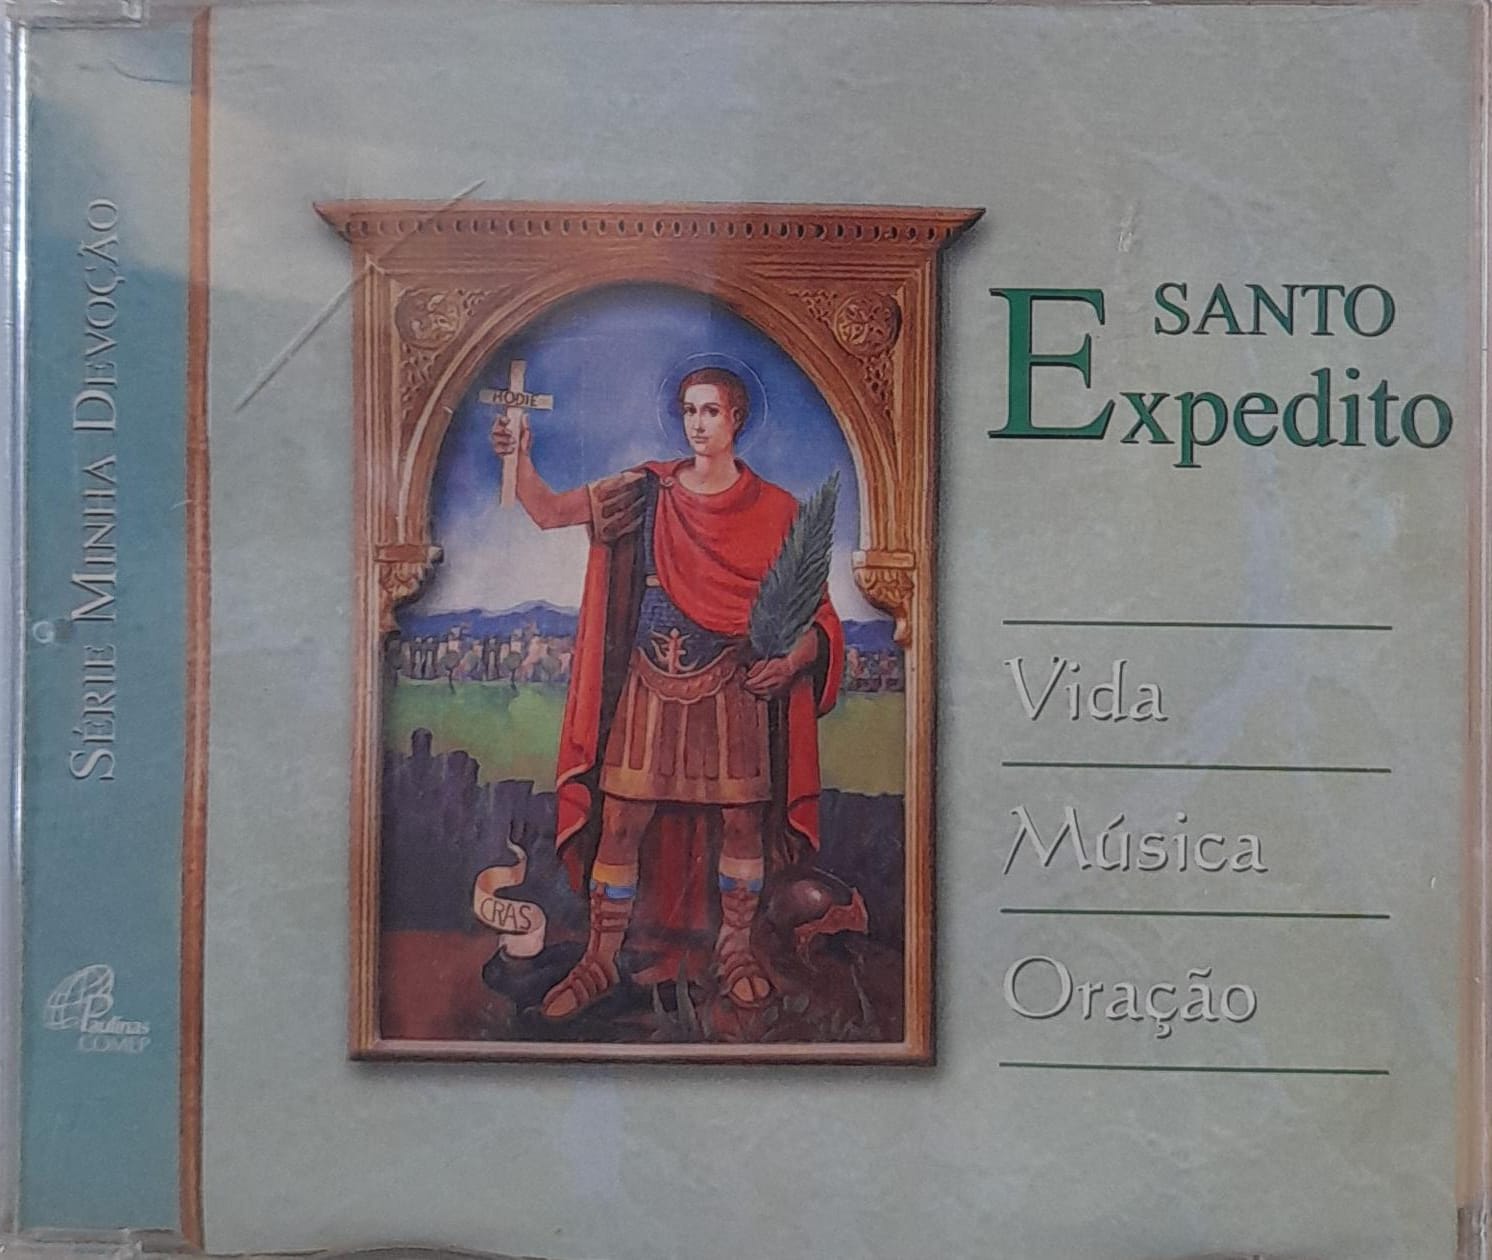 SÉRIE MINHA DEVOÇÃO
Paulinas
COMEP
HODIE
CRAS
SANTO
Expedito
Vida
Música
Oração